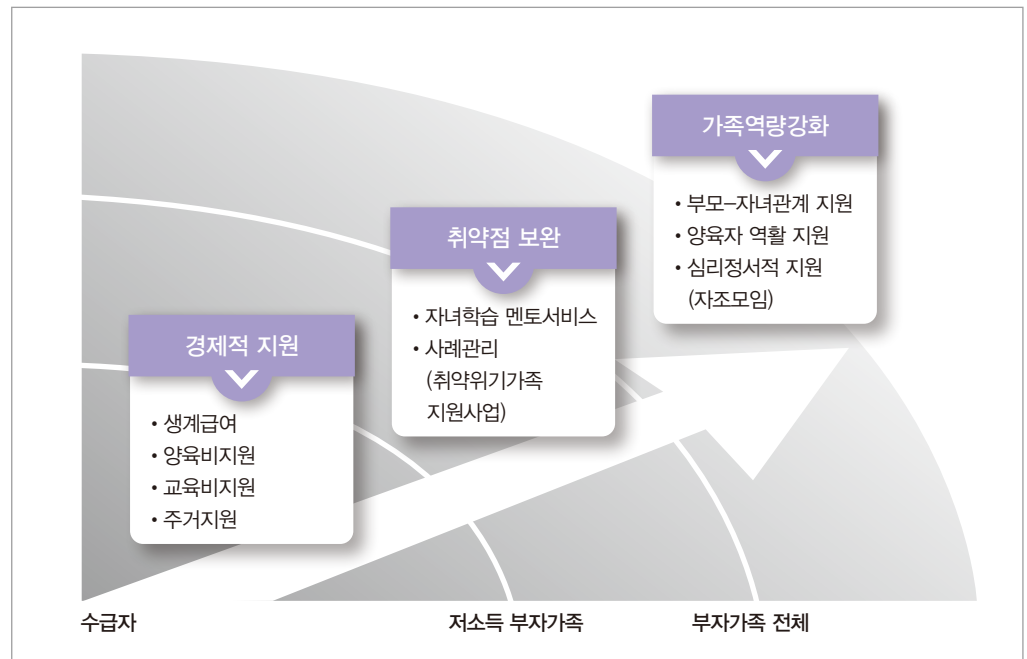 가족역량강화
• 부모–자녀관계 지원
• 양육자 역할 지원
• 심리정서적 지원
(자조모임)
취약점 보완
• 자녀학습 멘토서비스
• 사례관리
(취약위기가족
지원사업)
경제적 지원
• 생계급여
• 양육비지원
• 교육비지원
• 주거지원
수급자
저소득 부자가족
부자가족 전체